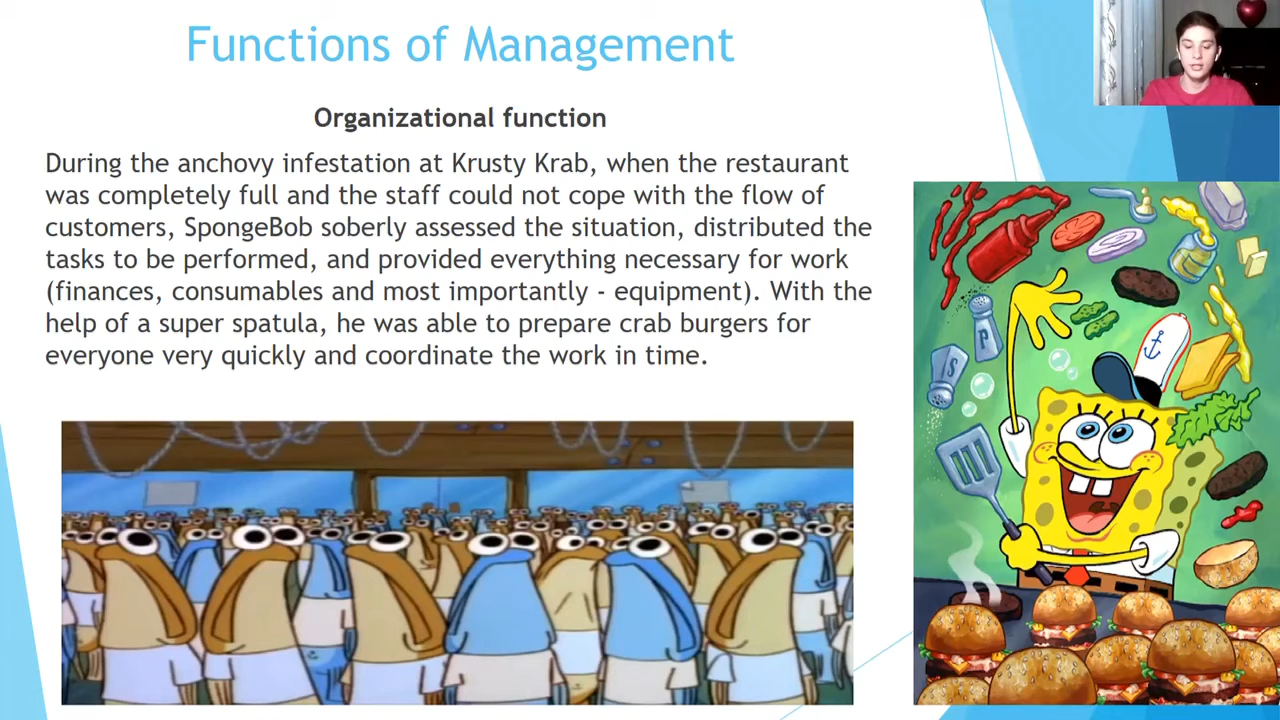 Functions of Management
Organizational function
During the anchovy infestation at Krusty Krab, when the restaurant
was completely full and the staff could not cope with the flow of
customers, SpongeBob soberly assessed the situation, distributed the
tasks to be performed, and provided everything necessary for work
(finances, consumables and most importantly - equipment). With the
help of a super spatula, he was able to prepare crab burgers for
everyone very quickly and coordinate the work in time.
P
S